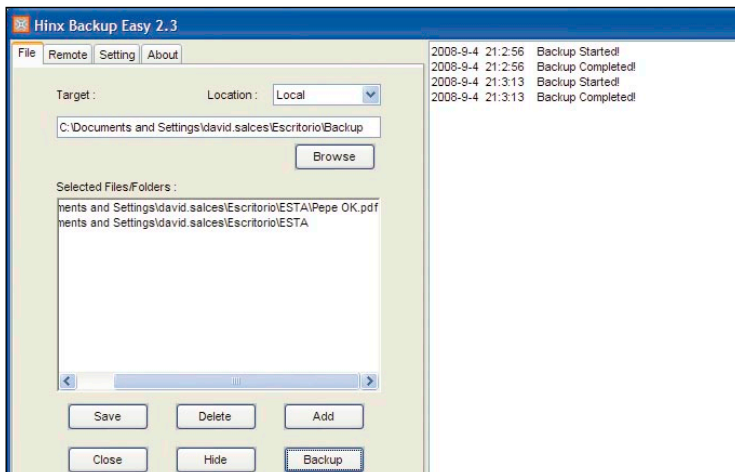 Hinx Backup Easy 2.3
File Remote Setting About
Target : Location : Local
C:\Documents and Settings\david.salces\Escritorio\Backup
Browse
Selected Files/Folders :
ments and Settings\david.salces\Escritorio\ESTA\Pepe OK.pdf
ments and Settings\david.salces\Escritorio\ESTA
Save Delete Add
Close Hide Backup
2008-9-4 21:2:56 Backup Started!
2008-9-4 21:2:56 Backup Completed!
2008-9-4 21:3:13 Backup Started!
2008-9-4 21:3:13 Backup Completed!